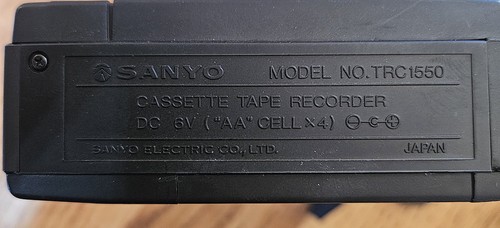 SANYO MODEL NO. TRC1550
CASSETTE TAPE RECORDER
DC 6V ("AA" CELL×4) ⊖-C-⊕
SANYO ELECTRIC CO., LTD. JAPAN